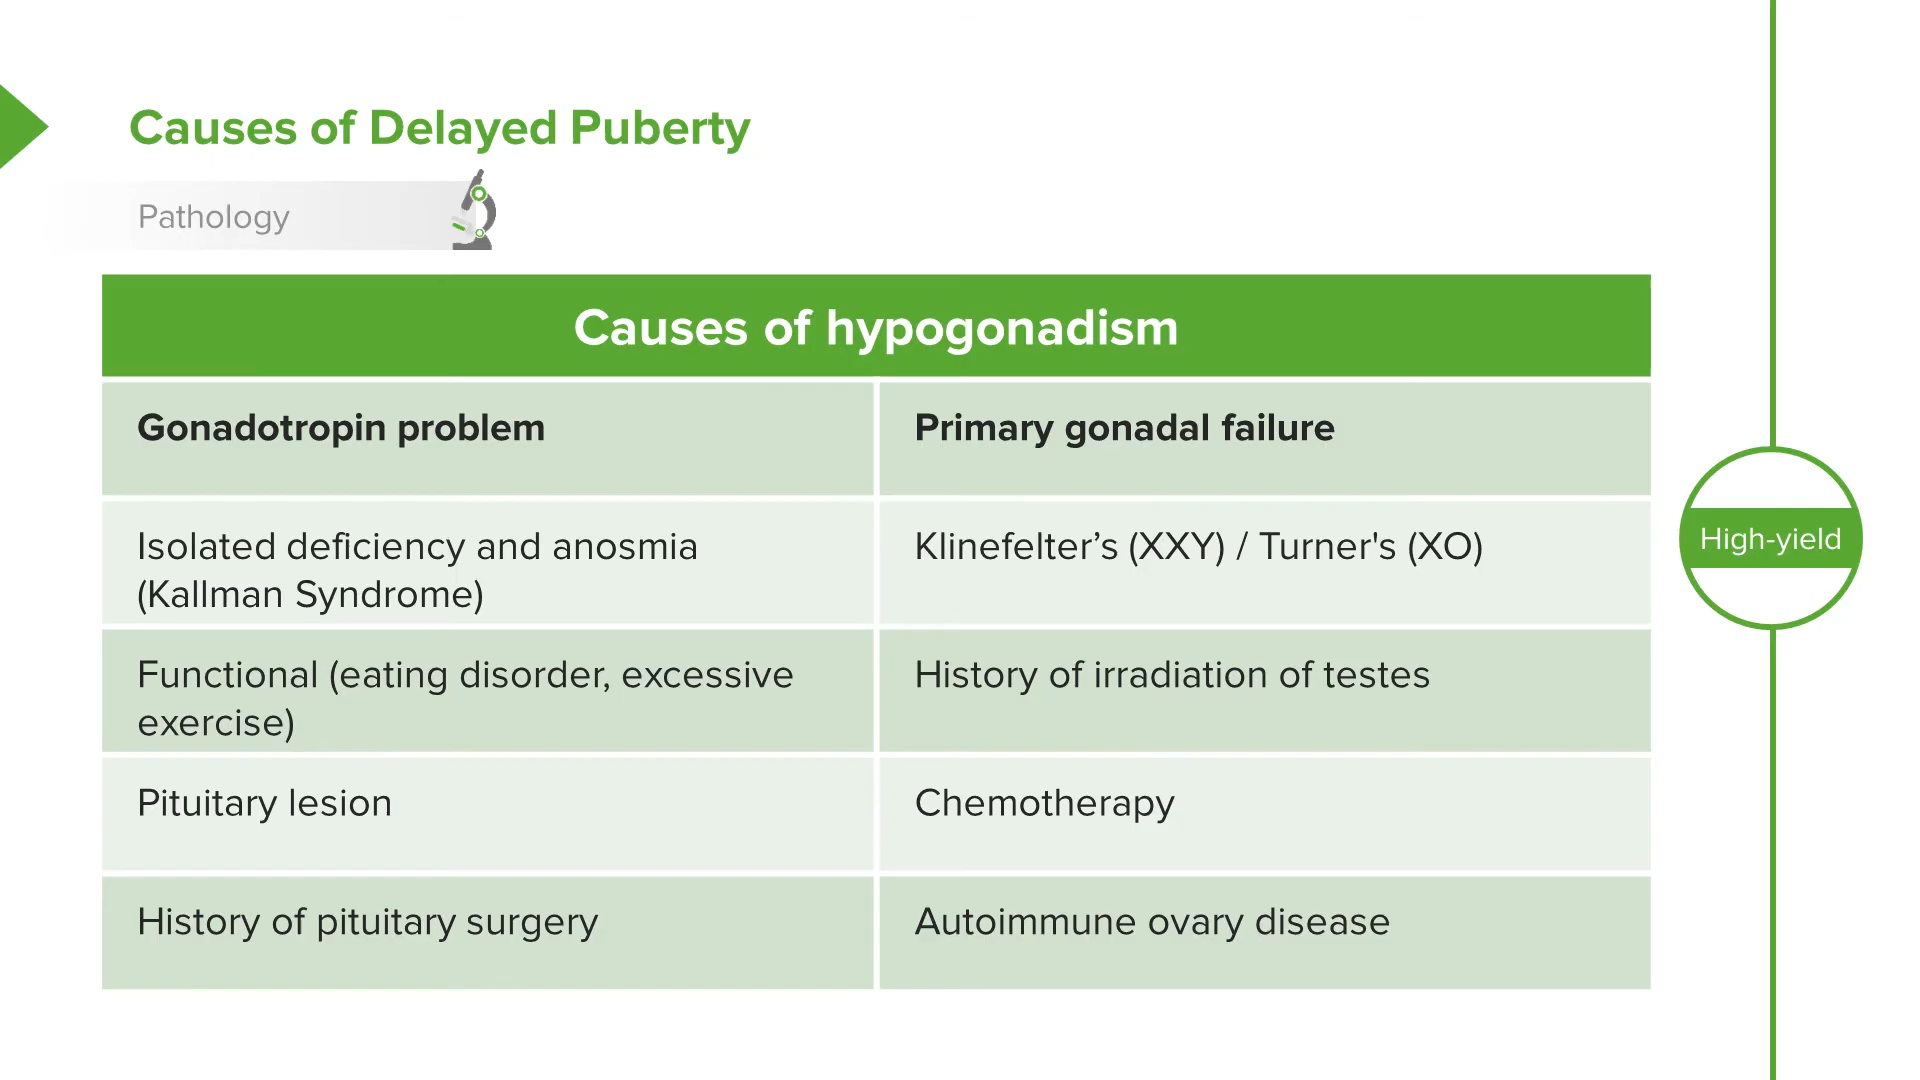 Causes of Delayed Puberty
Pathology
Causes of hypogonadism
Gonadotropin problem
Primary gonadal failure
Isolated deficiency and anosmia
(Kallman Syndrome)
Klinefelter’s (XXY) / Turner's (XO)
Functional (eating disorder, excessive
exercise)
History of irradiation of testes
Pituitary lesion
Chemotherapy
History of pituitary surgery
Autoimmune ovary disease
High-yield